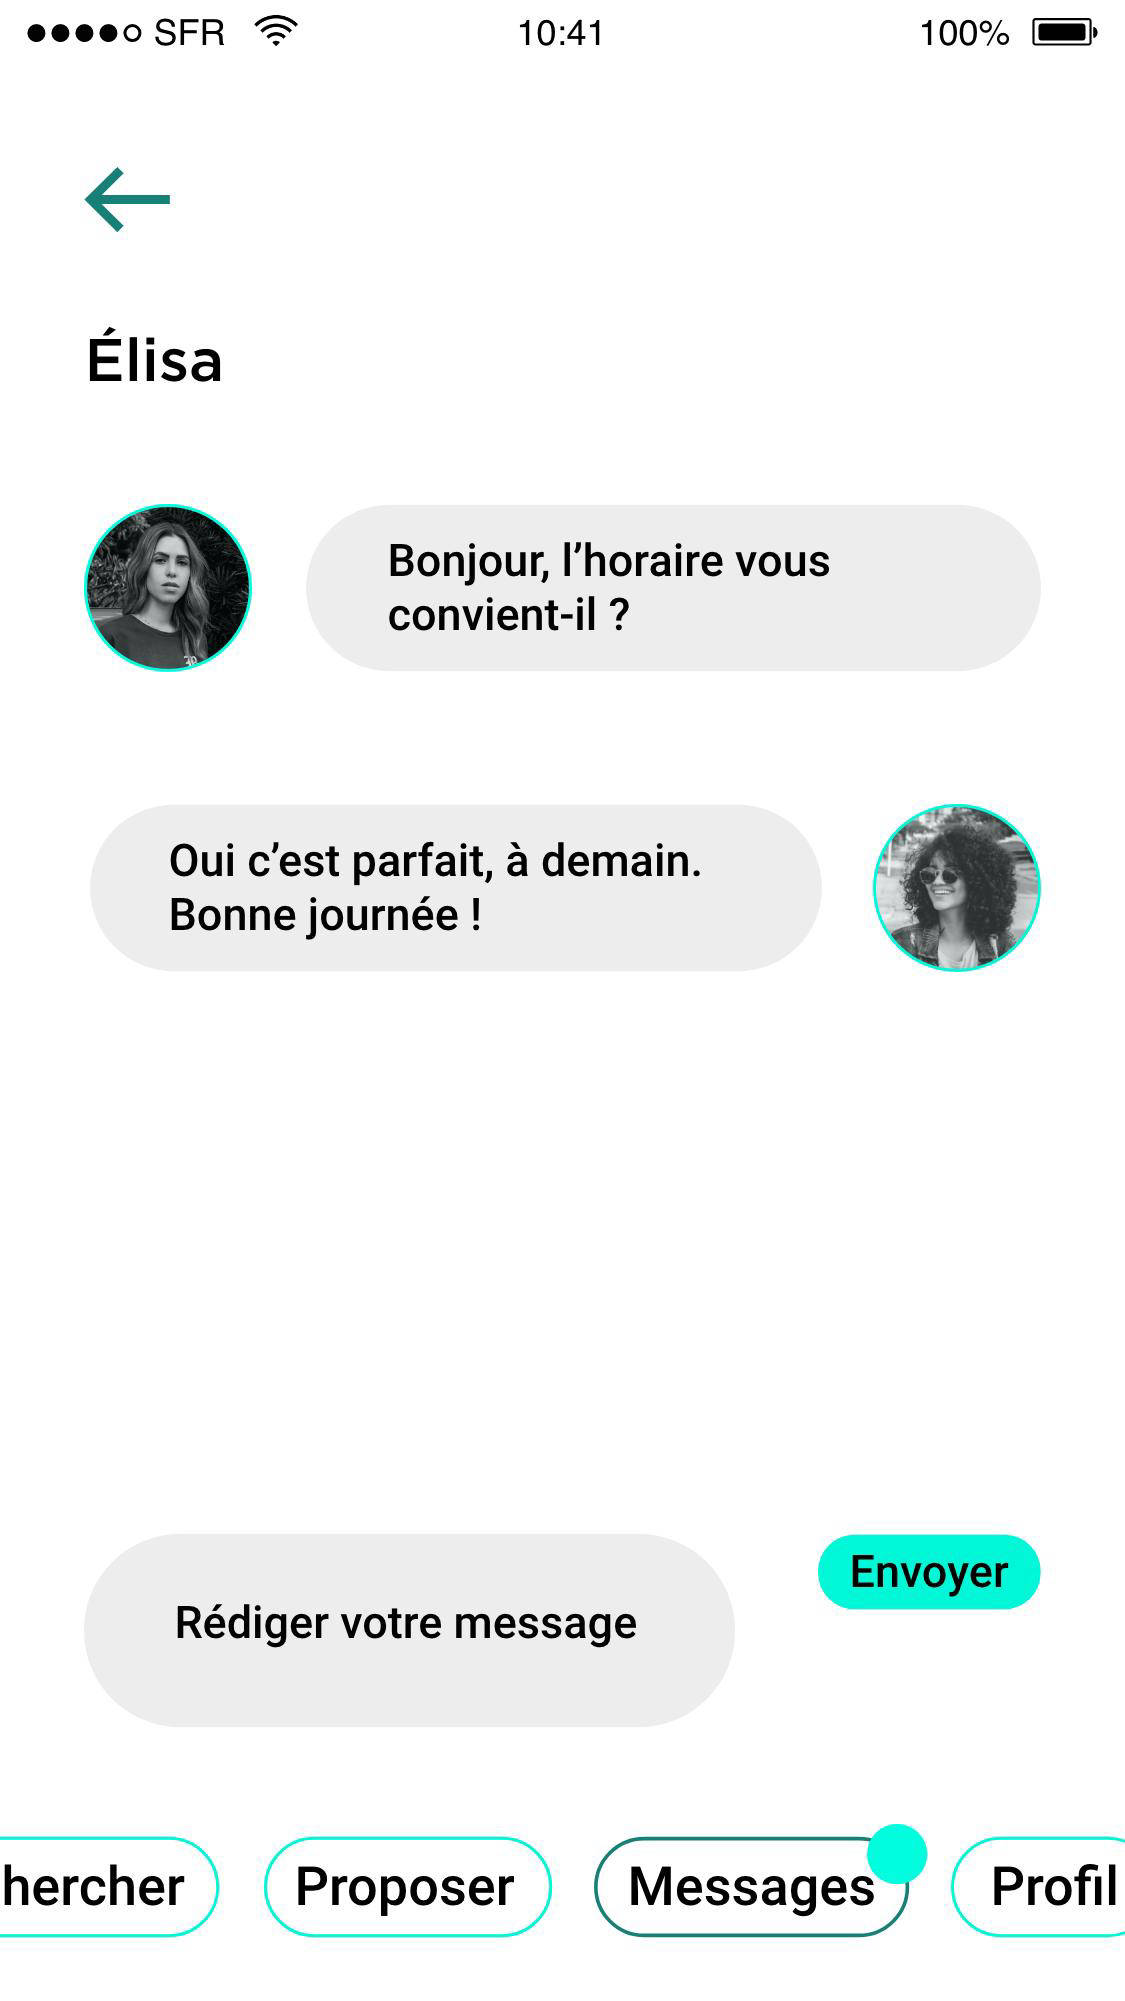 SFR 10:41 100%
Élisa
Bonjour, l’horaire vous
convient-il ?
Oui c’est parfait, à demain.
Bonne journée !
Envoyer
Rédiger votre message
hercher Proposer Messages Profil